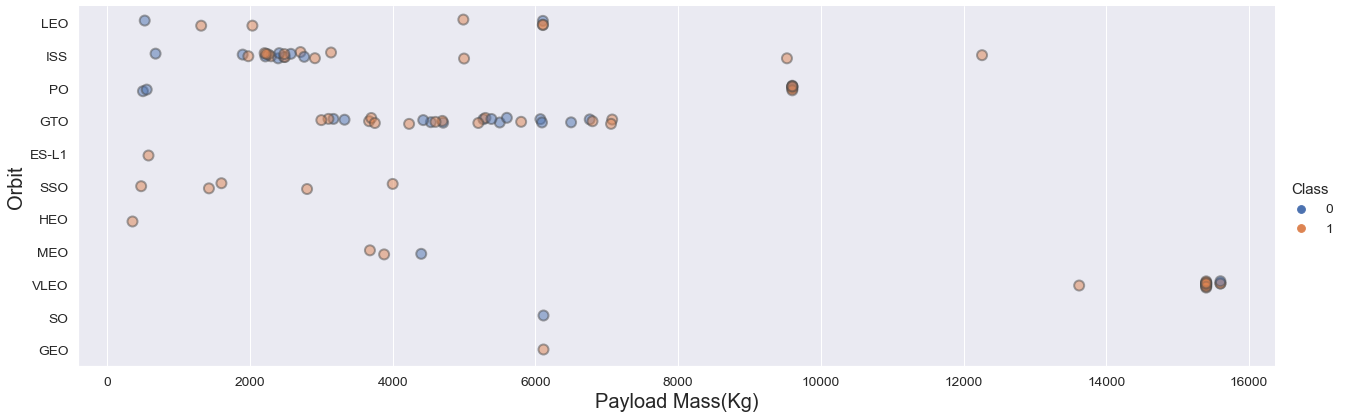 Orbit
LEO
ISS
PO
GTO
ES-L1
SSO
HEO
MEO
VLEO
SO
GEO
0 2000 4000 6000 8000 10000 12000 14000 16000
Payload Mass(Kg)
Class
0
1